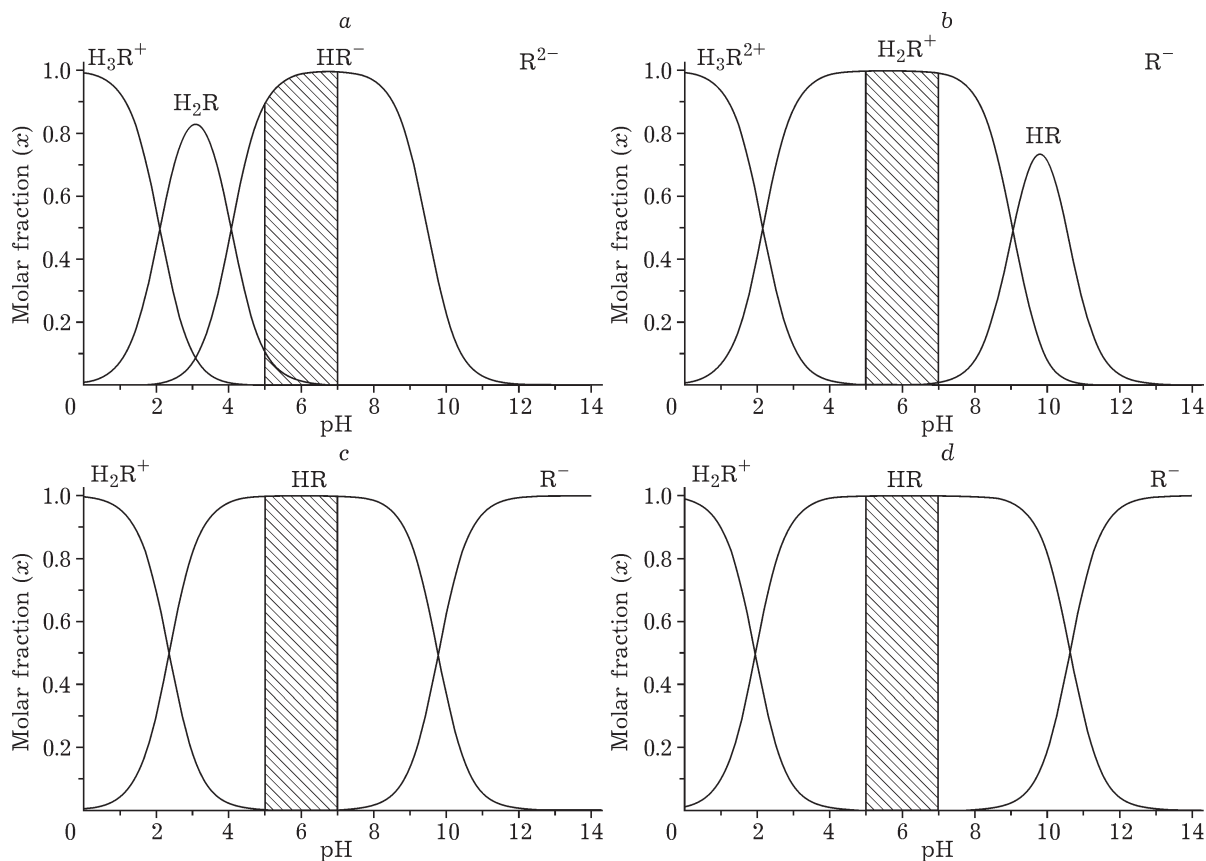 a
H₃R⁺
H₂R
HR⁻
R²⁻
Molar fraction (x)
1.0
0.8
0.6
0.4
0.2
0 2 4 6 8 10 12 14
pH
b
H₃R²⁺
H₂R⁺
HR
R⁻
Molar fraction (x)
1.0
0.8
0.6
0.4
0.2
0 2 4 6 8 10 12 14
pH
c
H₂R⁺
HR
R⁻
Molar fraction (x)
1.0
0.8
0.6
0.4
0.2
0 2 4 6 8 10 12 14
pH
d
H₂R⁺
HR
R⁻
Molar fraction (x)
1.0
0.8
0.6
0.4
0.2
0 2 4 6 8 10 12 14
pH